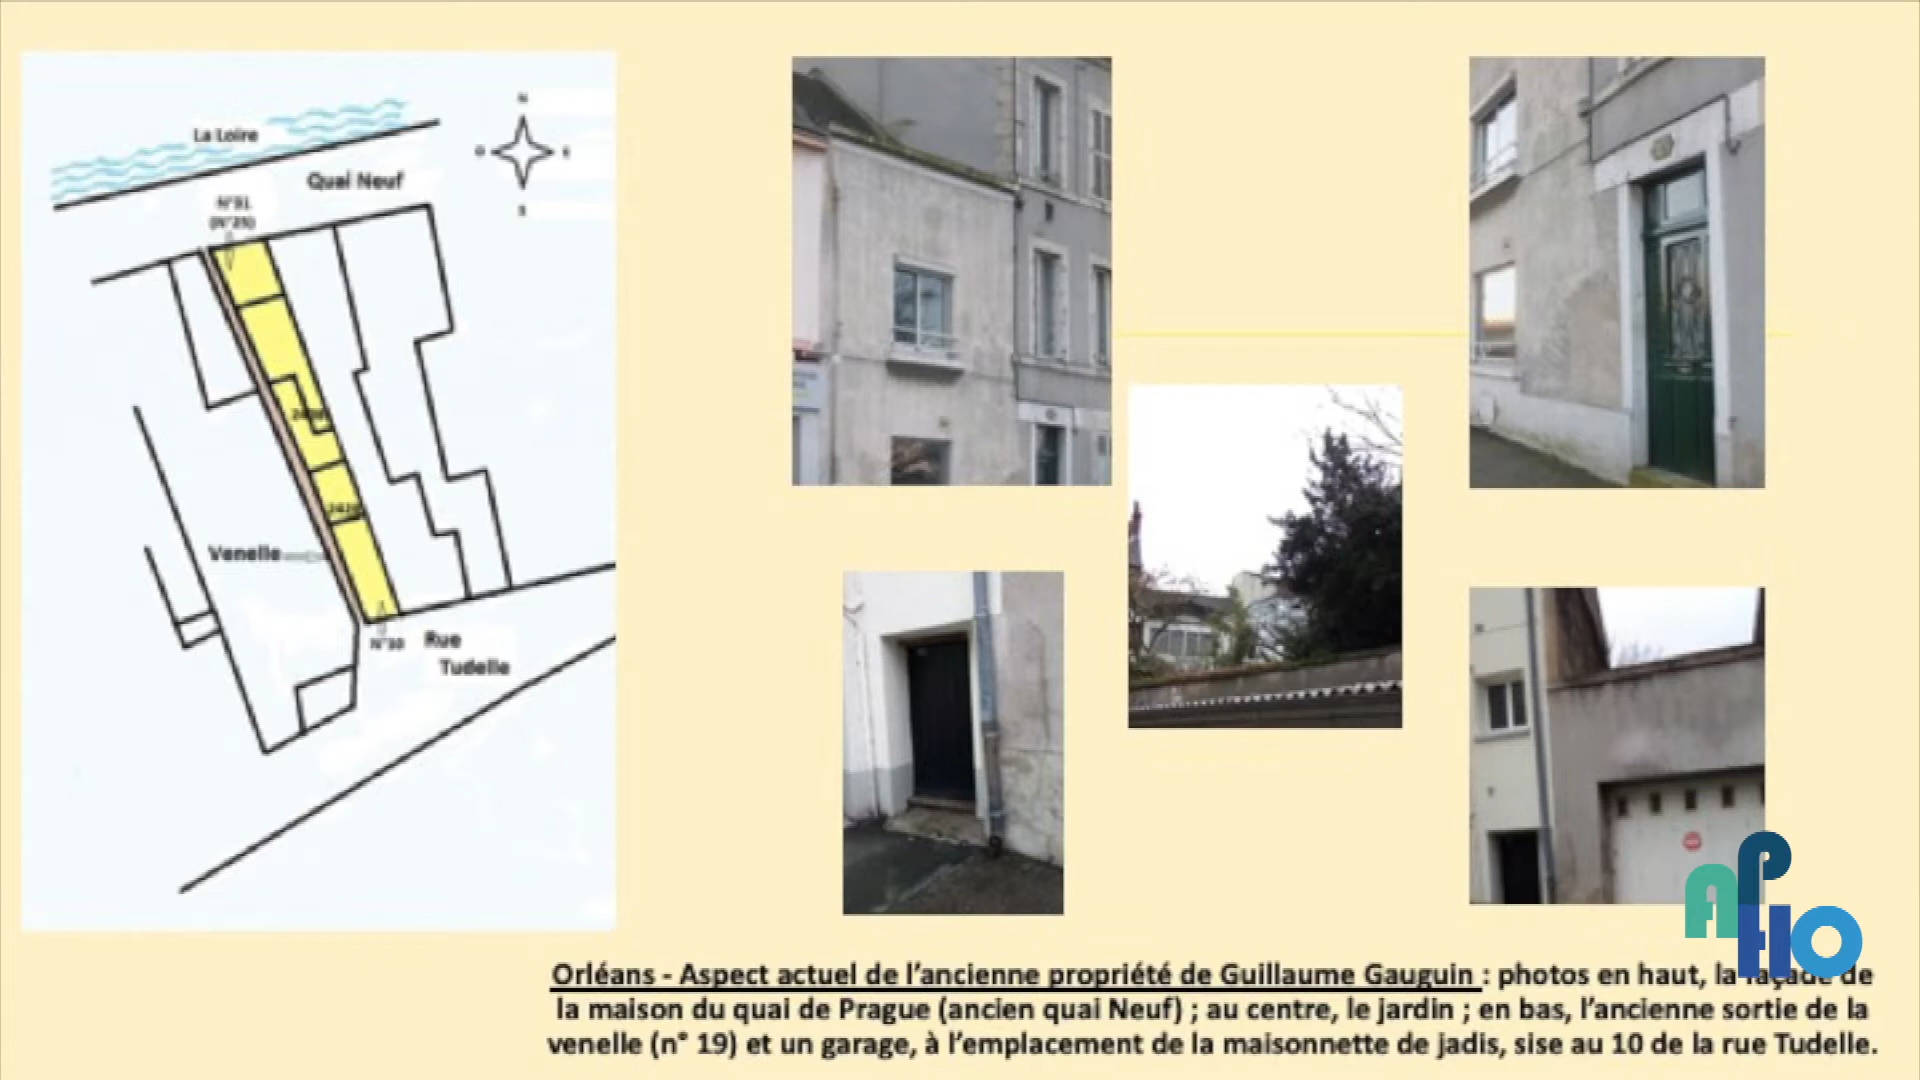 N
La Loire
O
E
Quai Neuf
S
N°31
(N°25)
Venelle
N°10
Rue
Tudelle
APHO
Orléans - Aspect actuel de l’ancienne propriété de Guillaume Gauguin : photos en haut, la façade de
la maison du quai de Prague (ancien quai Neuf) ; au centre, le jardin ; en bas, l’ancienne sortie de la
venelle (n° 19) et un garage, à l’emplacement de la maisonnette de jadis, sise au 10 de la rue Tudelle.